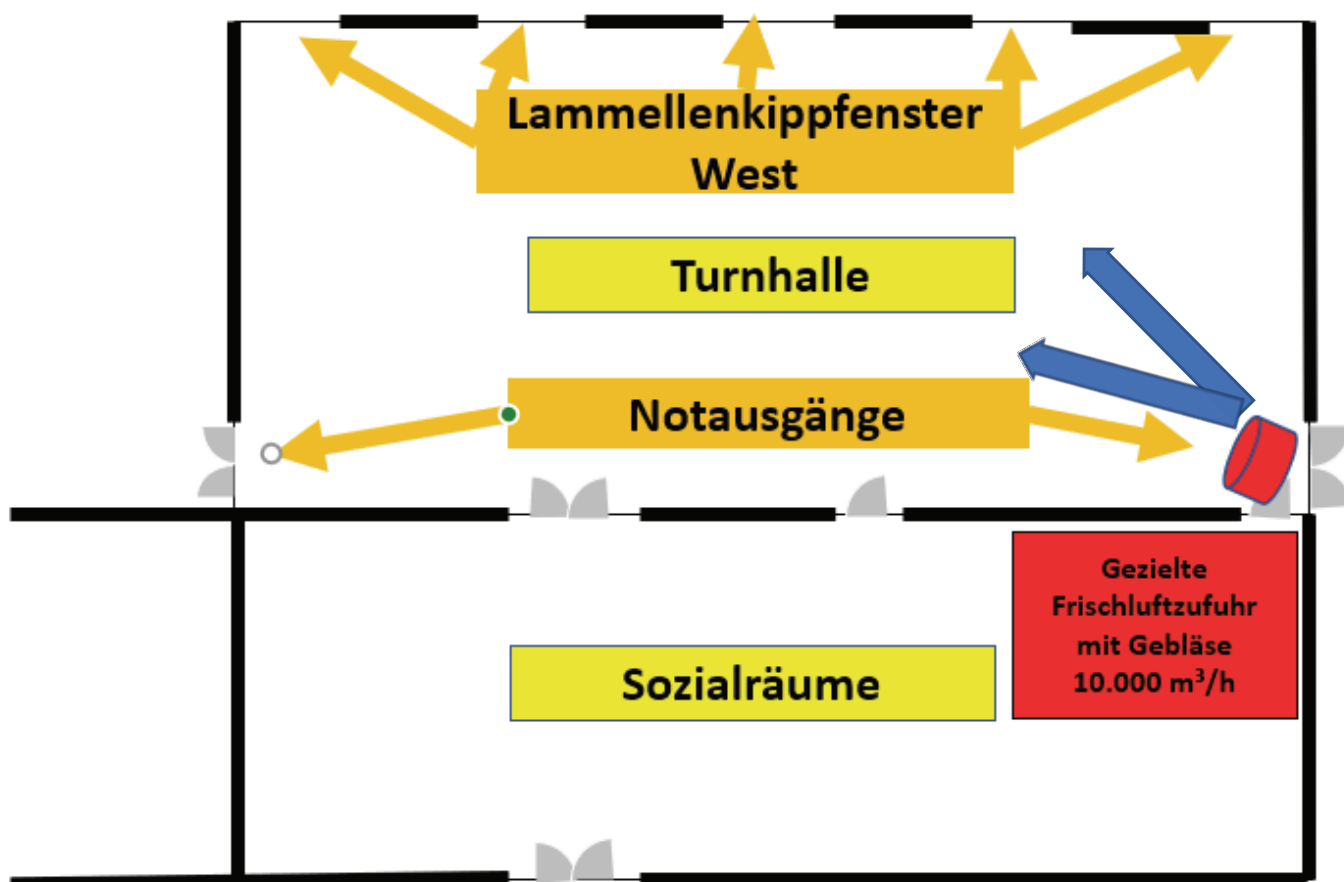 Lammellenkippfenster
West
Turnhalle
Notausgänge
Gezielte
Frischluftzufuhr
mit Gebläse
10.000 m³/h
Sozialräume